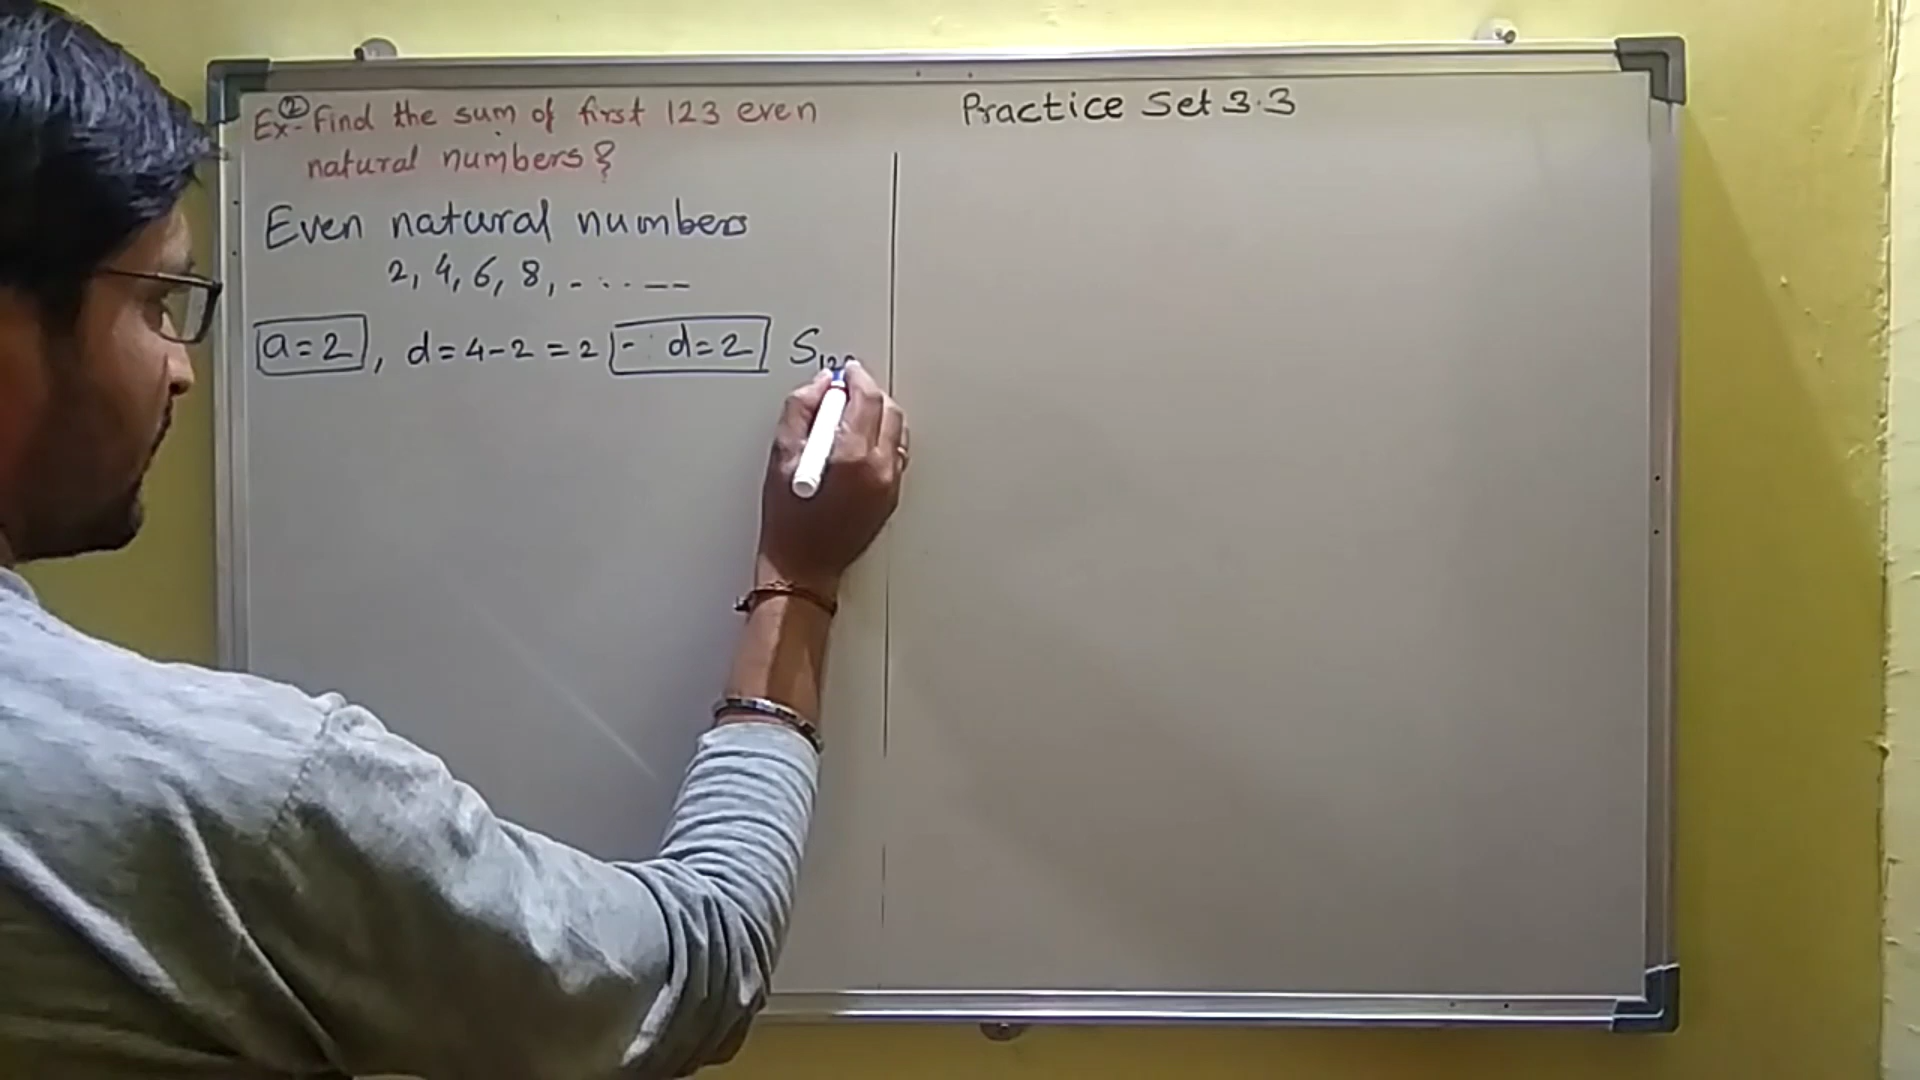 Ex-② Find the sum of first 123 even
natural numbers?
Even natural numbers
2, 4, 6, 8, - . . . — —
a = 2, d = 4 - 2 = 2 - d = 2 S
Practice Set 3.3